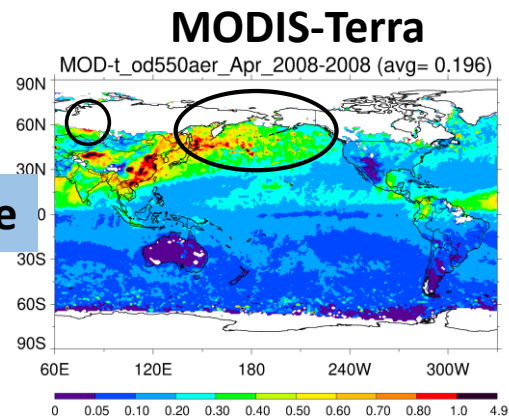 MODIS-Terra
MOD-t_od550aer_Apr_2008-2008 (avg= 0.196)
90N
60N
30N
e
0
30S
60S
90S
60E 120E 180 240W 300W
0 0.05 0.10 0.20 0.30 0.40 0.50 0.60 0.70 0.80 1.0 4.9